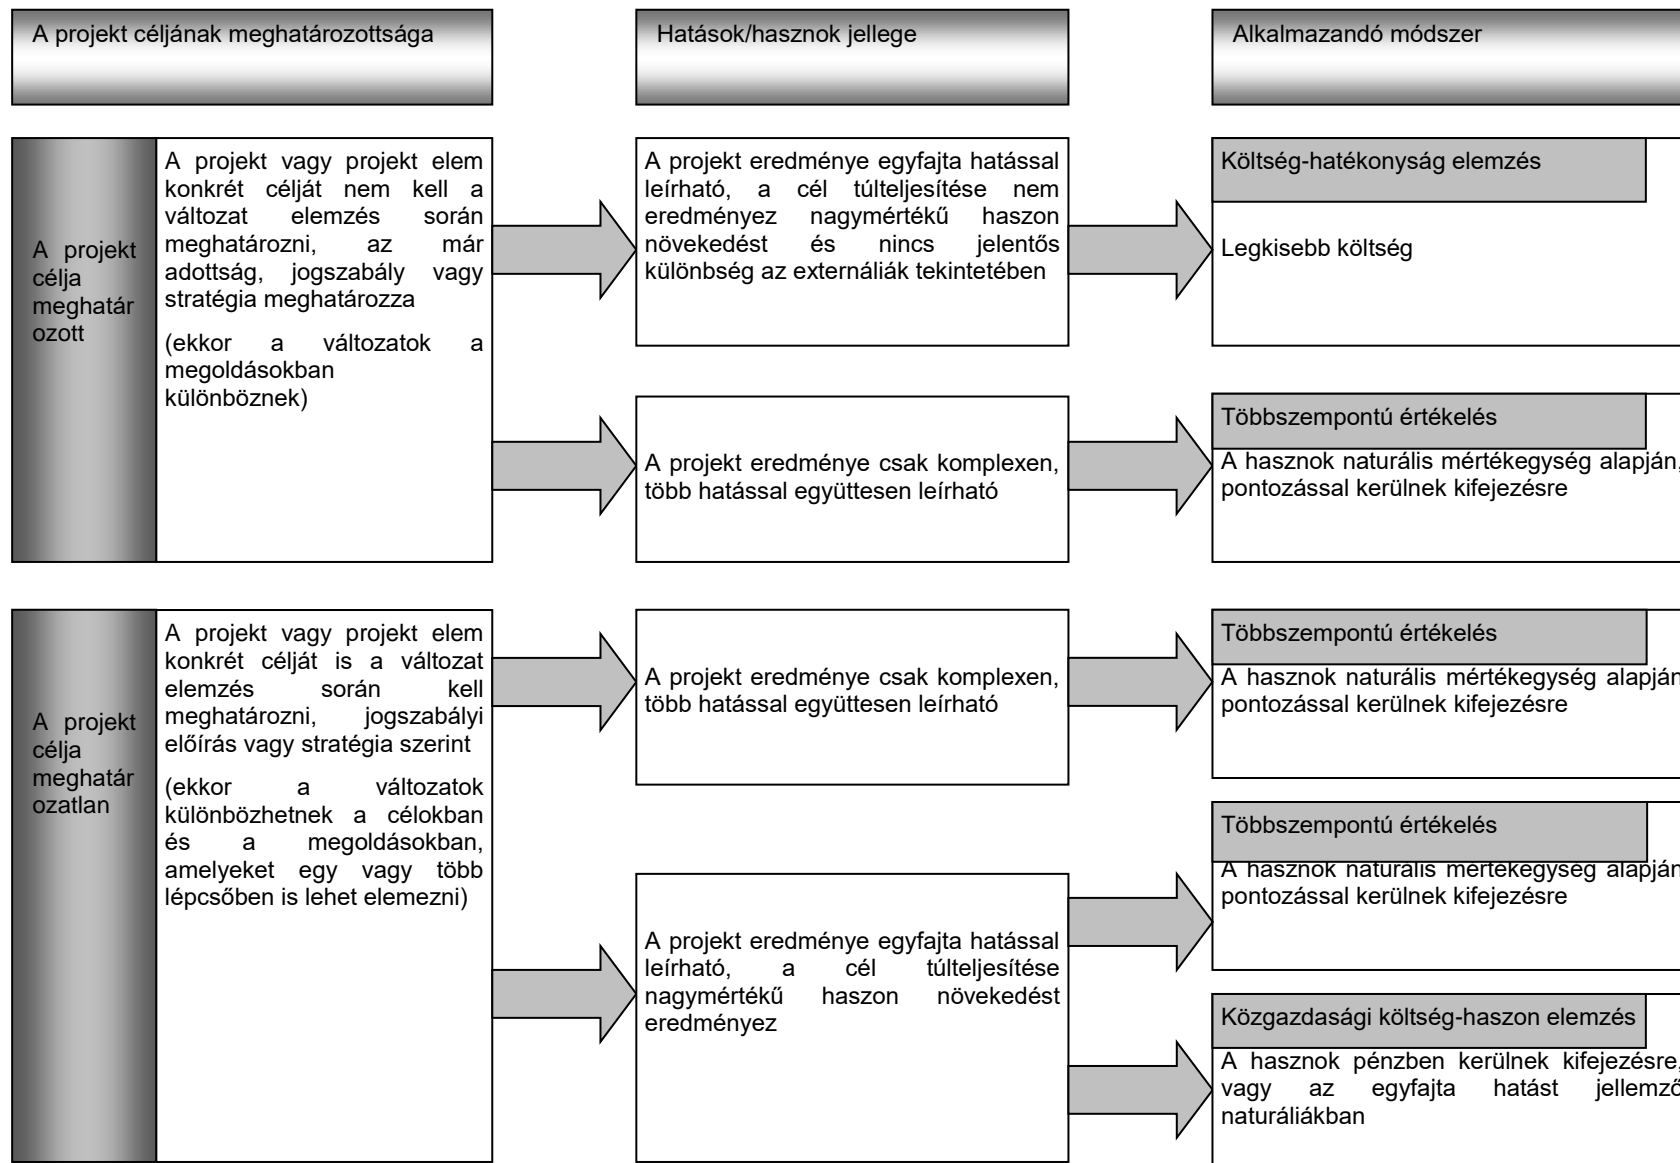 A projekt céljának meghatározottsága
Hatások/hasznok jellege
Alkalmazandó módszer
A projekt
célja
meghatár
ozott
A projekt vagy projekt elem
konkrét célját nem kell a
változat elemzés során
meghatározni, az már
adottság, jogszabály vagy
stratégia meghatározza
(ekkor a változatok a
megoldásokban
különböznek)
A projekt eredménye egyfajta hatással
leírható, a cél túlteljesítése nem
eredményez nagymértékű haszon
növekedést és nincs jelentős
különbség az externáliák tekintetében
Költség-hatékonyság elemzés
Legkisebb költség
A projekt eredménye csak komplexen,
több hatással együttesen leírható
Többszempontú értékelés
A hasznok naturális mértékegység alapján,
pontozással kerülnek kifejezésre
A projekt
célja
meghatár
ozatlan
A projekt vagy projekt elem
konkrét célját is a változat
elemzés során kell
meghatározni, jogszabályi
előírás vagy stratégia szerint
(ekkor a változatok
különbözhetnek a célokban
és a megoldásokban,
amelyeket egy vagy több
lépcsőben is lehet elemezni)
A projekt eredménye csak komplexen,
több hatással együttesen leírható
Többszempontú értékelés
A hasznok naturális mértékegység alapján
pontozással kerülnek kifejezésre
A projekt eredménye egyfajta hatással
leírható, a cél túlteljesítése
nagymértékű haszon növekedést
eredményez
Többszempontú értékelés
A hasznok naturális mértékegység alapján
pontozással kerülnek kifejezésre
Közgazdasági költség-haszon elemzés
A hasznok pénzben kerülnek kifejezésre,
vagy az egyfajta hatást jellemző
naturáliákban